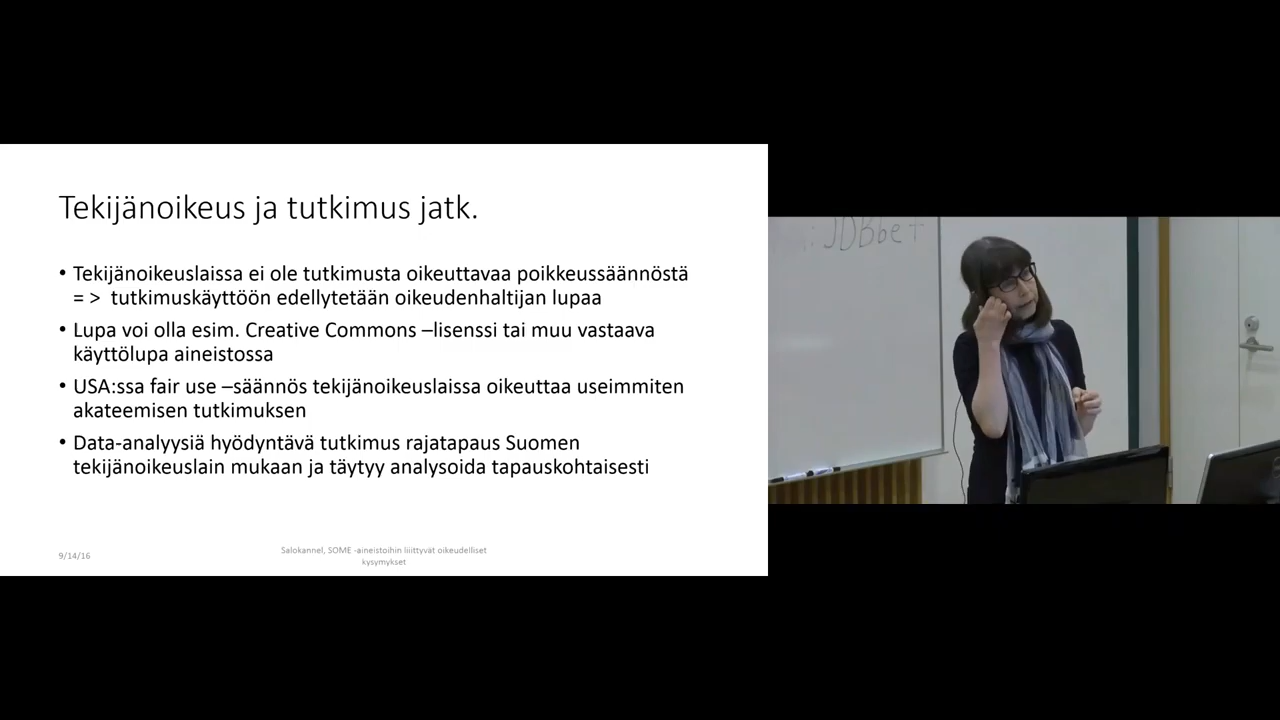 Tekijänoikeus ja tutkimus jatk.
• Tekijänoikeuslaissa ei ole tutkimusta oikeuttavaa poikkeussäännöstä
= > tutkimuskäyttöön edellytetään oikeudenhaltijan lupaa
• Lupa voi olla esim. Creative Commons –lisenssi tai muu vastaava
käyttölupa aineistossa
• USA:ssa fair use –säännös tekijänoikeuslaissa oikeuttaa useimmiten
akateemisen tutkimuksen
• Data-analyysiä hyödyntävä tutkimus rajatapaus Suomen
tekijänoikeuslain mukaan ja täytyy analysoida tapauskohtaisesti
9/14/16
Salokannel, SOME -aineistoihin liiittyvät oikeudelliset
kysymykset